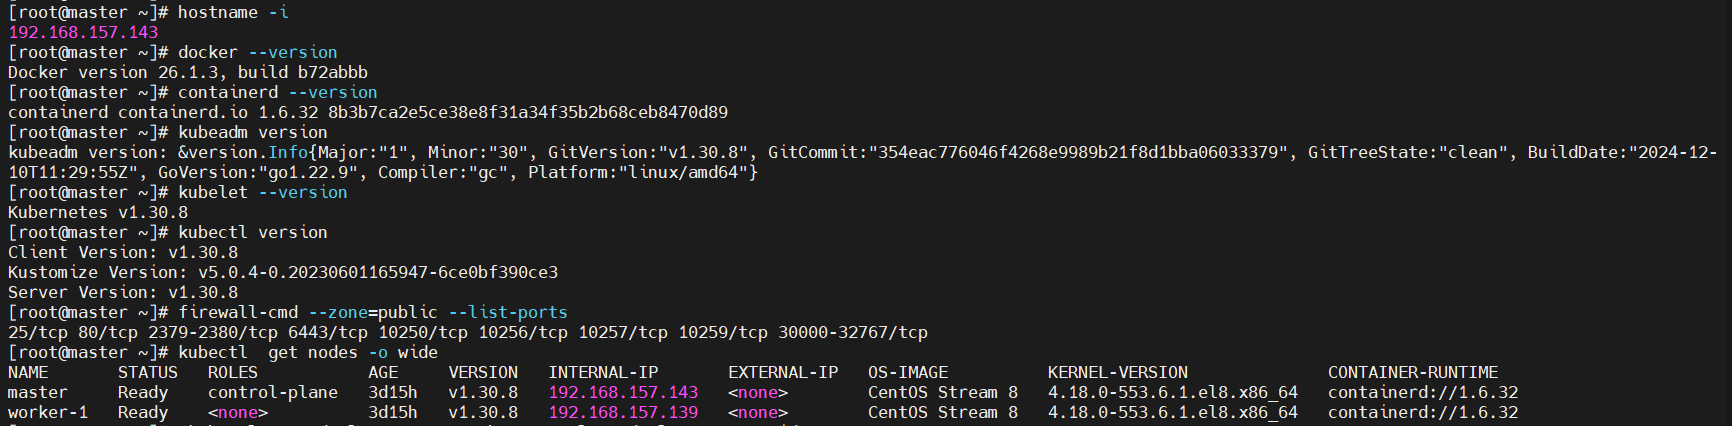 [root@master ~]# hostname -i
192.168.157.143
[root@master ~]# docker --version
Docker version 26.1.3, build b72abbb
[root@master ~]# containerd --version
containerd containerd.io 1.6.32 8b3b7ca2e5ce38e8f31a34f35b2b68ceb8470d89
[root@master ~]# kubeadm version
kubeadm version: &version.Info{Major:"1", Minor:"30", GitVersion:"v1.30.8", GitCommit:"354eac776046f4268e9989b21f8d1bba06033379", GitTreeState:"clean", BuildDate:"2024-12-
10T11:29:55Z", GoVersion:"go1.22.9", Compiler:"gc", Platform:"linux/amd64"}
[root@master ~]# kubelet --version
Kubernetes v1.30.8
[root@master ~]# kubectl version
Client Version: v1.30.8
Kustomize Version: v5.0.4-0.20230601165947-6ce0bf390ce3
Server Version: v1.30.8
[root@master ~]# firewall-cmd --zone=public --list-ports
25/tcp 80/tcp 2379-2380/tcp 6443/tcp 10250/tcp 10256/tcp 10257/tcp 10259/tcp 30000-32767/tcp
[root@master ~]# kubectl  get nodes -o wide
NAME       STATUS   ROLES           AGE     VERSION   INTERNAL-IP       EXTERNAL-IP   OS-IMAGE          KERNEL-VERSION              CONTAINER-RUNTIME
master     Ready    control-plane   3d15h   v1.30.8   192.168.157.143   <none>        CentOS Stream 8   4.18.0-553.6.1.el8.x86_64   containerd://1.6.32
worker-1   Ready    <none>          3d15h   v1.30.8   192.168.157.139   <none>        CentOS Stream 8   4.18.0-553.6.1.el8.x86_64   containerd://1.6.32